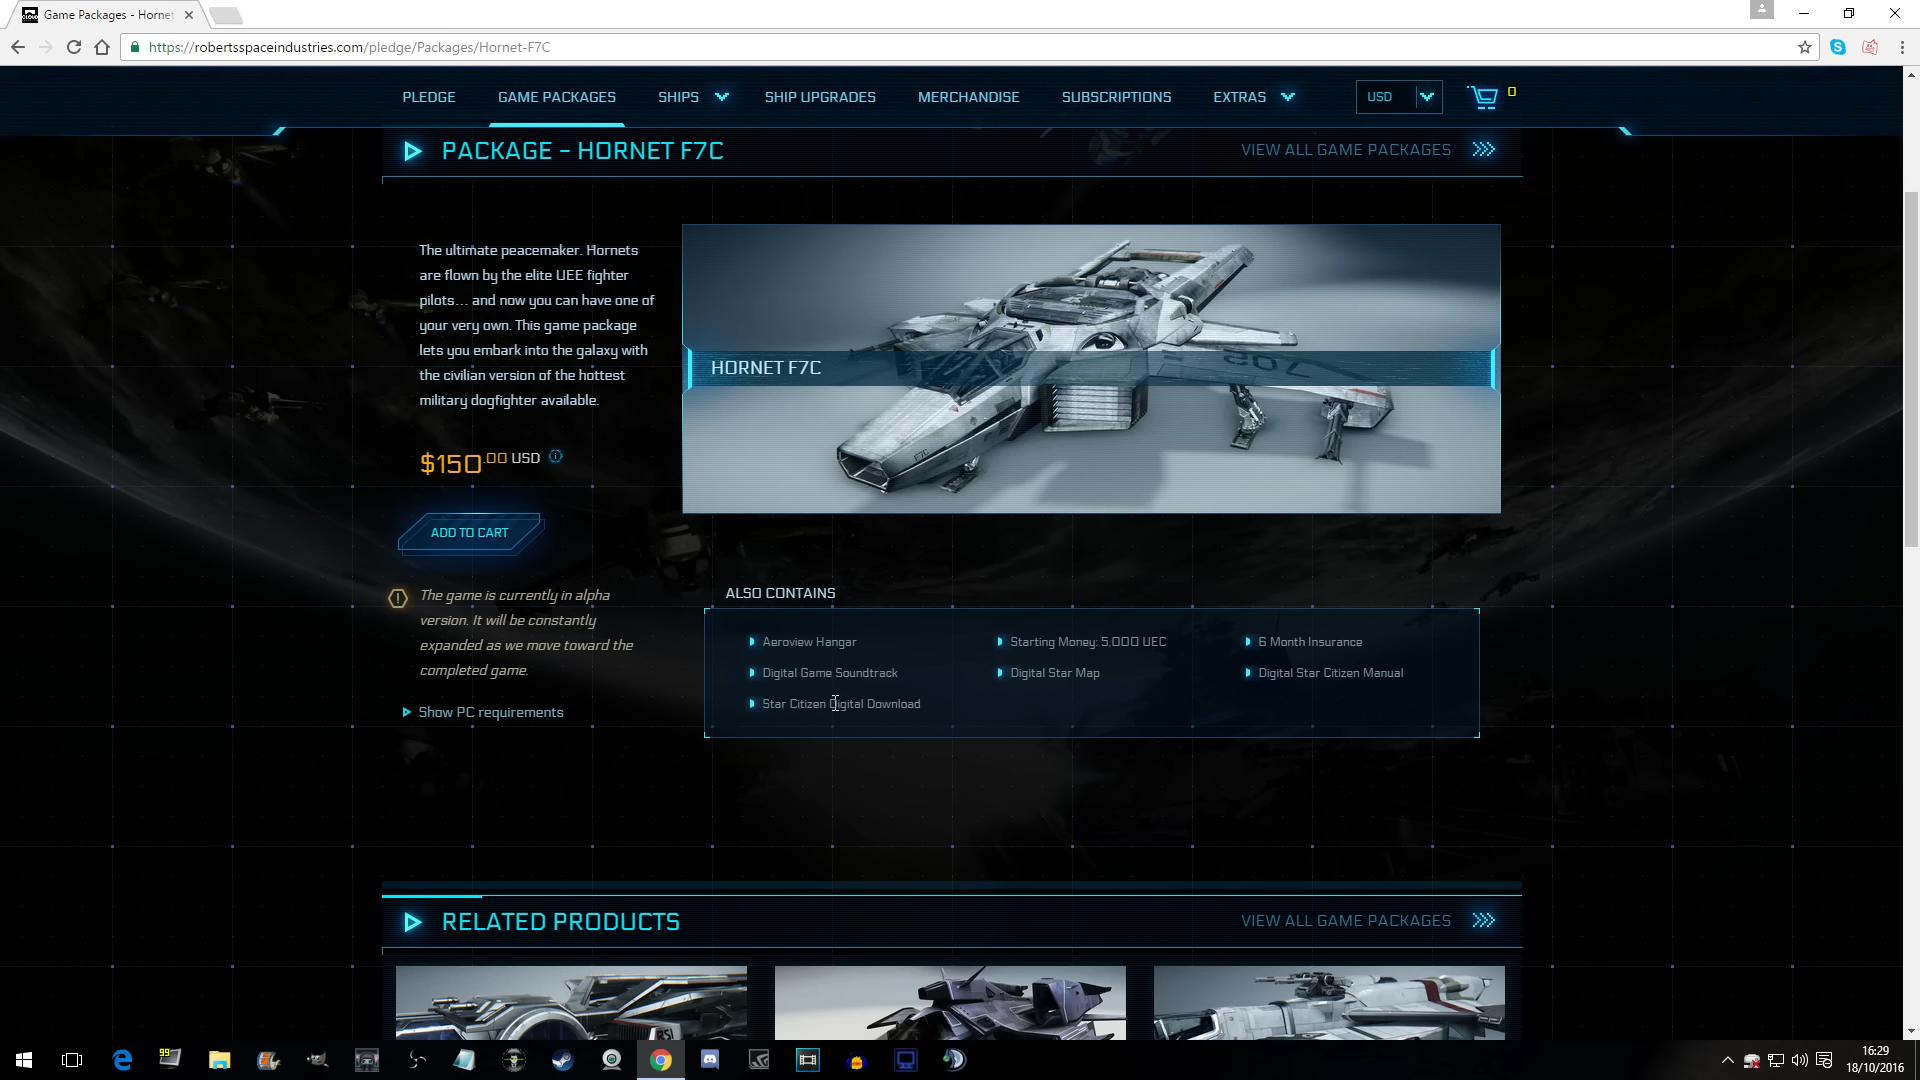 Game Packages - Hornet
https://robertsspaceindustries.com/pledge/Packages/Hornet-F7C
PLEDGE
GAME PACKAGES
SHIPS
SHIP UPGRADES
MERCHANDISE
SUBSCRIPTIONS
EXTRAS
USD
0
PACKAGE - HORNET F7C
VIEW ALL GAME PACKAGES
The ultimate peacemaker. Hornets
are flown by the elite UEE fighter
pilots... and now you can have one of
your very own. This game package
lets you embark into the galaxy with
the civilian version of the hottest
military dogfighter available.
HORNET F7C
$150.00 USD
ADD TO CART
The game is currently in alpha
version. It will be constantly
expanded as we move toward the
completed game.
Show PC requirements
ALSO CONTAINS
Aeroview Hangar
Starting Money: 5,000 UEC
6 Month Insurance
Digital Game Soundtrack
Digital Star Map
Digital Star Citizen Manual
Star Citizen Digital Download
RELATED PRODUCTS
VIEW ALL GAME PACKAGES
RSI
99
16:29
18/10/2016